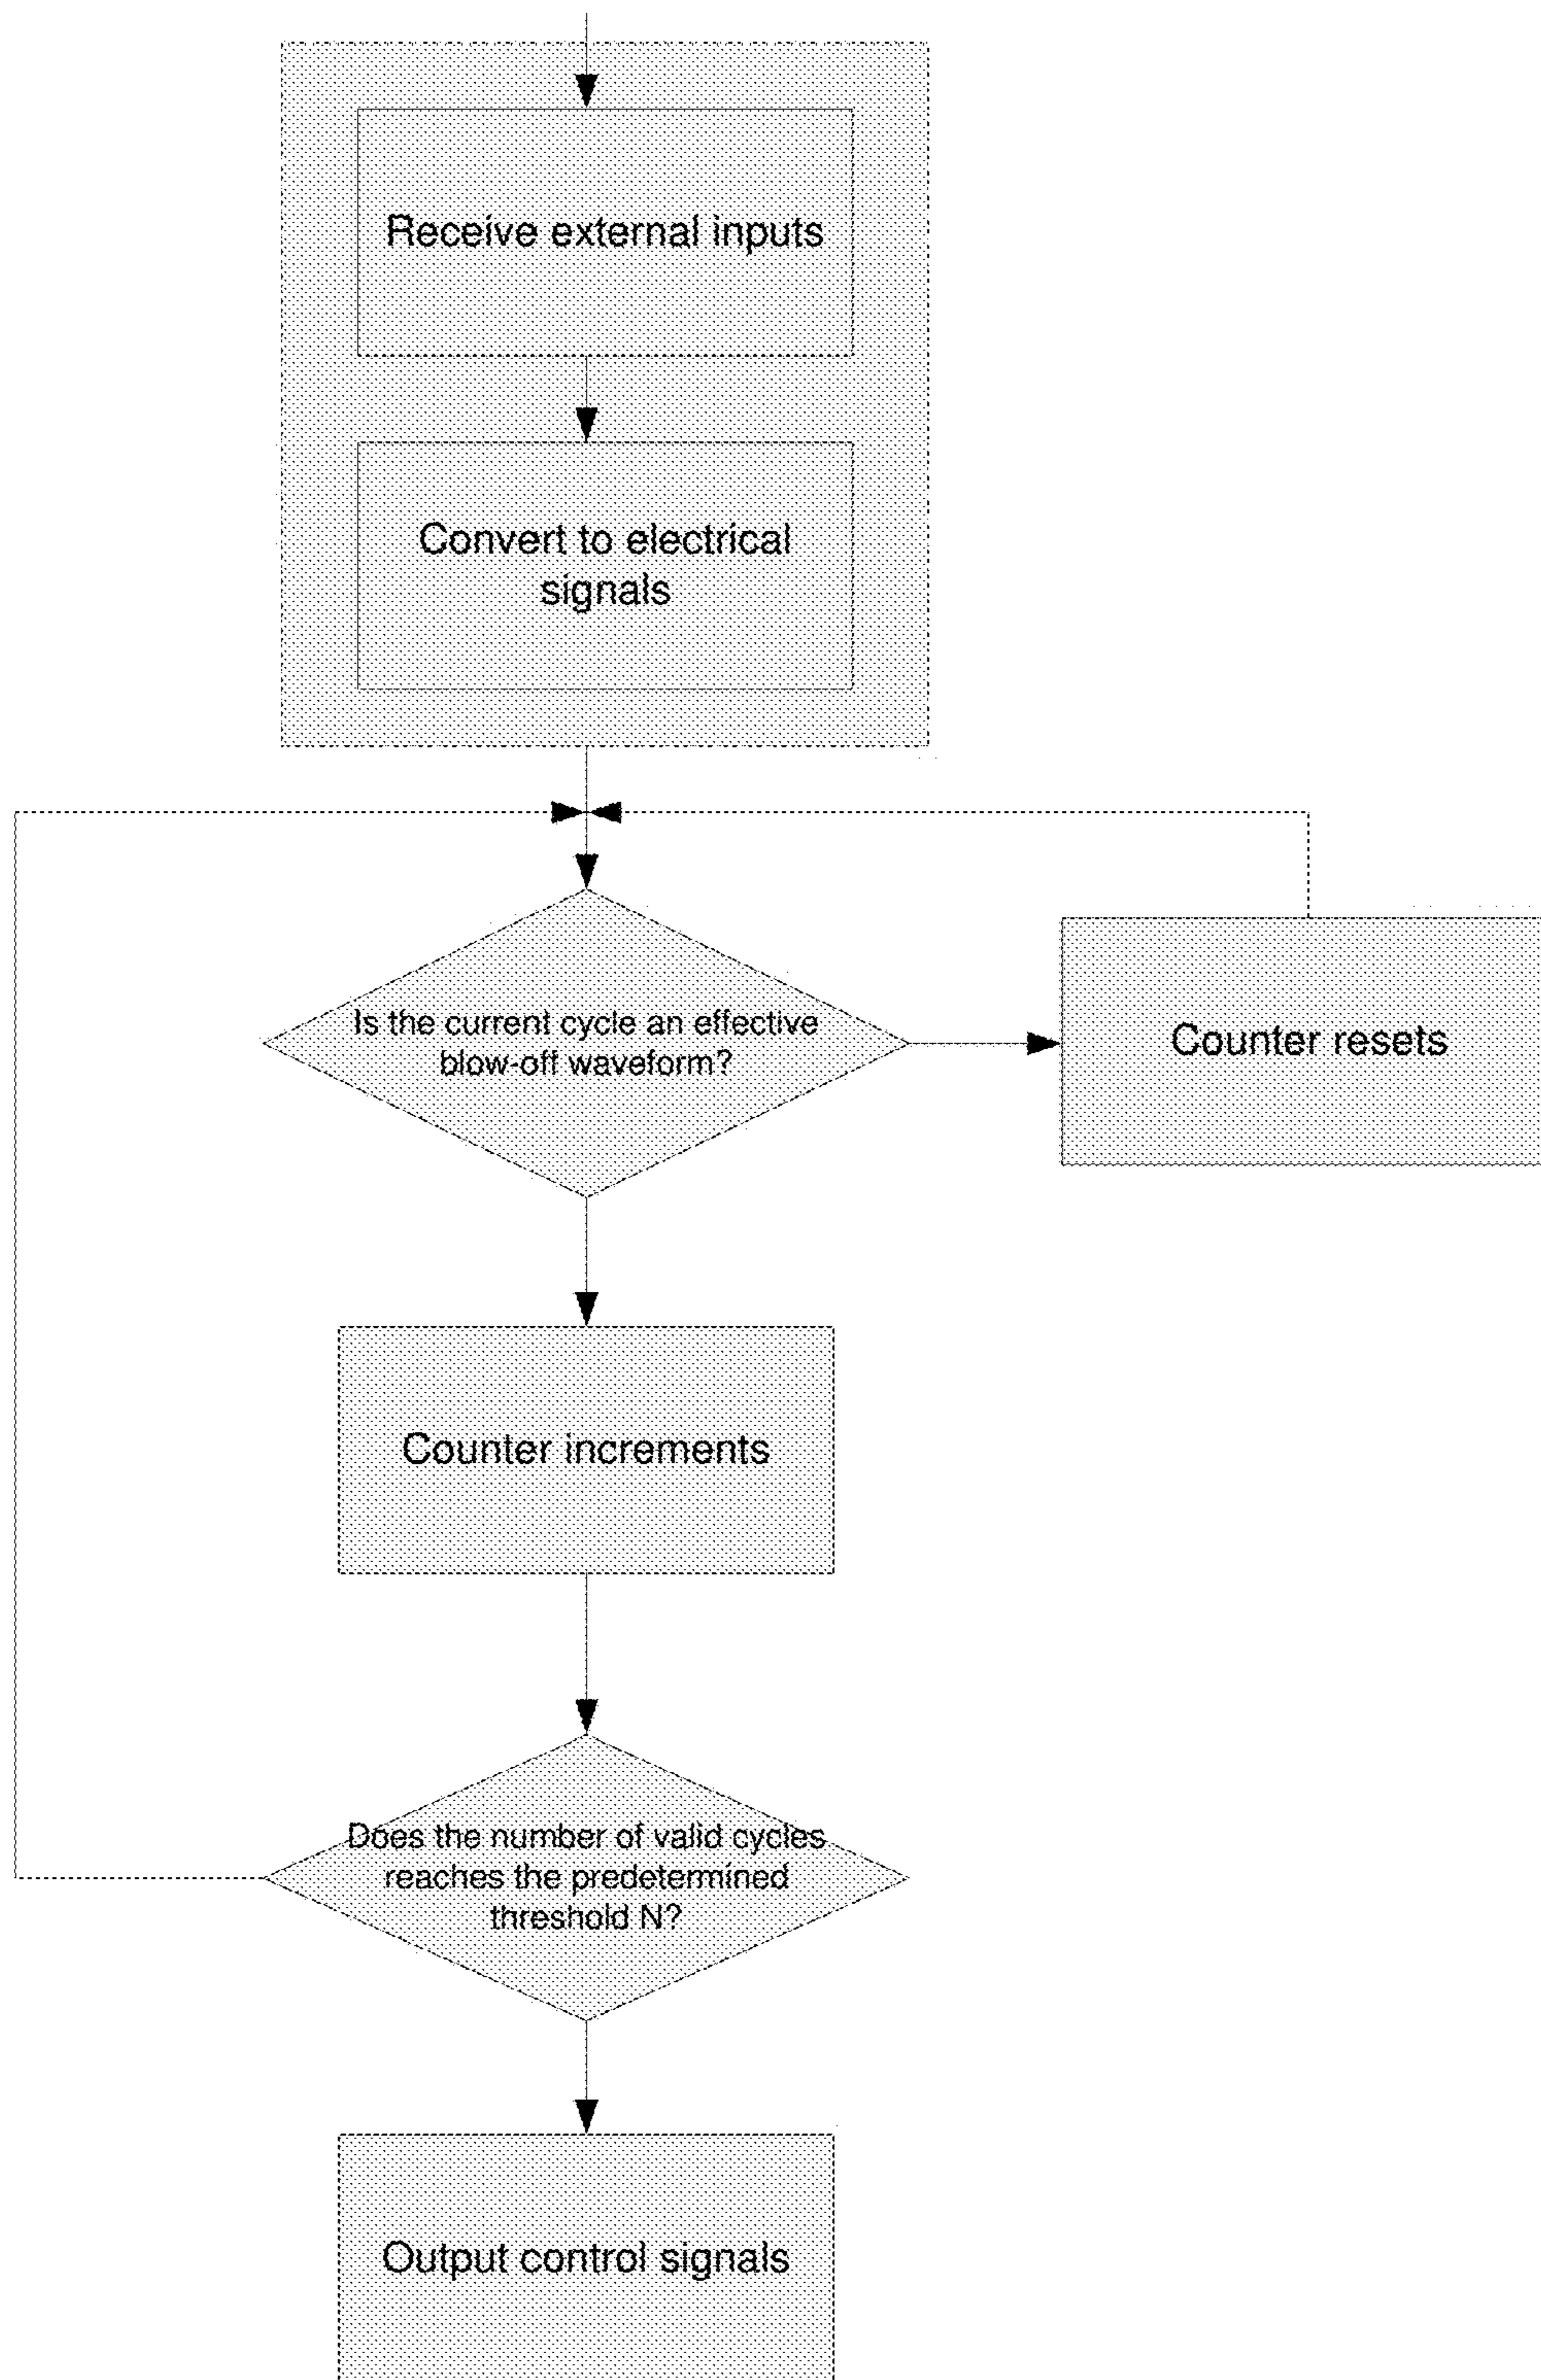 Receive external inputs
Convert to electrical
signals
Is the current cycle an effective
blow-off waveform?
Counter resets
Counter increments
Does the number of valid cycles
reaches the predetermined
threshold N?
Output control signals